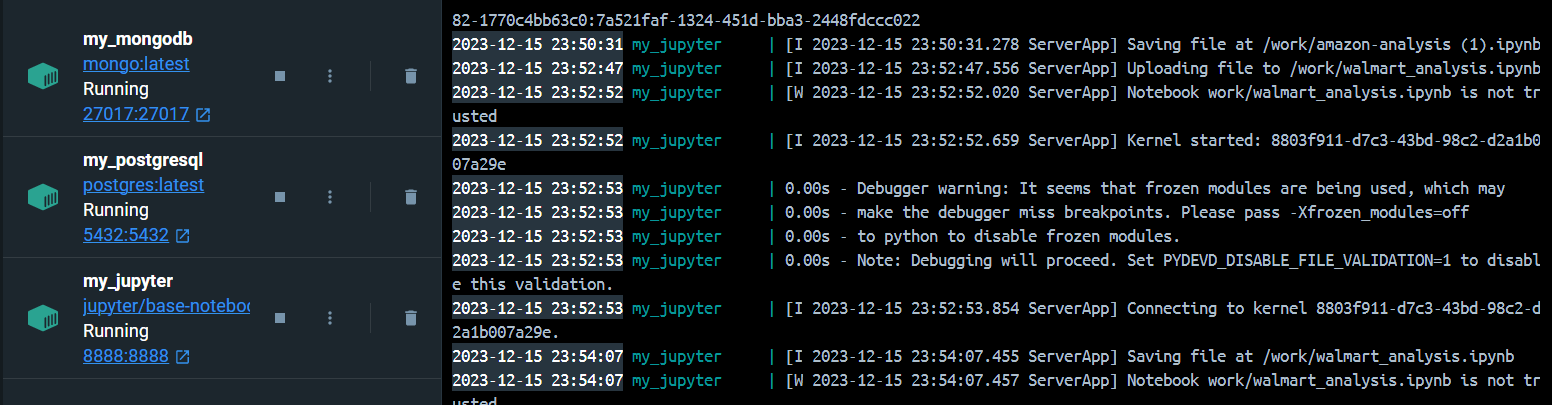 my_mongodb
mongo:latest
Running
27017:27017
my_postgresql
postgres:latest
Running
5432:5432
my_jupyter
jupyter/base-noteboo
Running
8888:8888
82-1770c4bb63c0:7a521faf-1324-451d-bba3-2448fdccc022
2023-12-15 23:50:31 my_jupyter | [I 2023-12-15 23:50:31.278 ServerApp] Saving file at /work/amazon-analysis (1).ipynb
2023-12-15 23:52:47 my_jupyter | [I 2023-12-15 23:52:47.556 ServerApp] Uploading file to /work/walmart_analysis.ipynb
2023-12-15 23:52:52 my_jupyter | [W 2023-12-15 23:52:52.020 ServerApp] Notebook work/walmart_analysis.ipynb is not tr
usted
2023-12-15 23:52:52 my_jupyter | [I 2023-12-15 23:52:52.659 ServerApp] Kernel started: 8803f911-d7c3-43bd-98c2-d2a1b0
07a29e
2023-12-15 23:52:53 my_jupyter | 0.00s - Debugger warning: It seems that frozen modules are being used, which may
2023-12-15 23:52:53 my_jupyter | 0.00s - make the debugger miss breakpoints. Please pass -Xfrozen_modules=off
2023-12-15 23:52:53 my_jupyter | 0.00s - to python to disable frozen modules.
2023-12-15 23:52:53 my_jupyter | 0.00s - Note: Debugging will proceed. Set PYDEVD_DISABLE_FILE_VALIDATION=1 to disabl
e this validation.
2023-12-15 23:52:53 my_jupyter | [I 2023-12-15 23:52:53.854 ServerApp] Connecting to kernel 8803f911-d7c3-43bd-98c2-d
2a1b007a29e.
2023-12-15 23:54:07 my_jupyter | [I 2023-12-15 23:54:07.455 ServerApp] Saving file at /work/walmart_analysis.ipynb
2023-12-15 23:54:07 my_jupyter | [W 2023-12-15 23:54:07.457 ServerApp] Notebook work/walmart_analysis.ipynb is not tr
usted